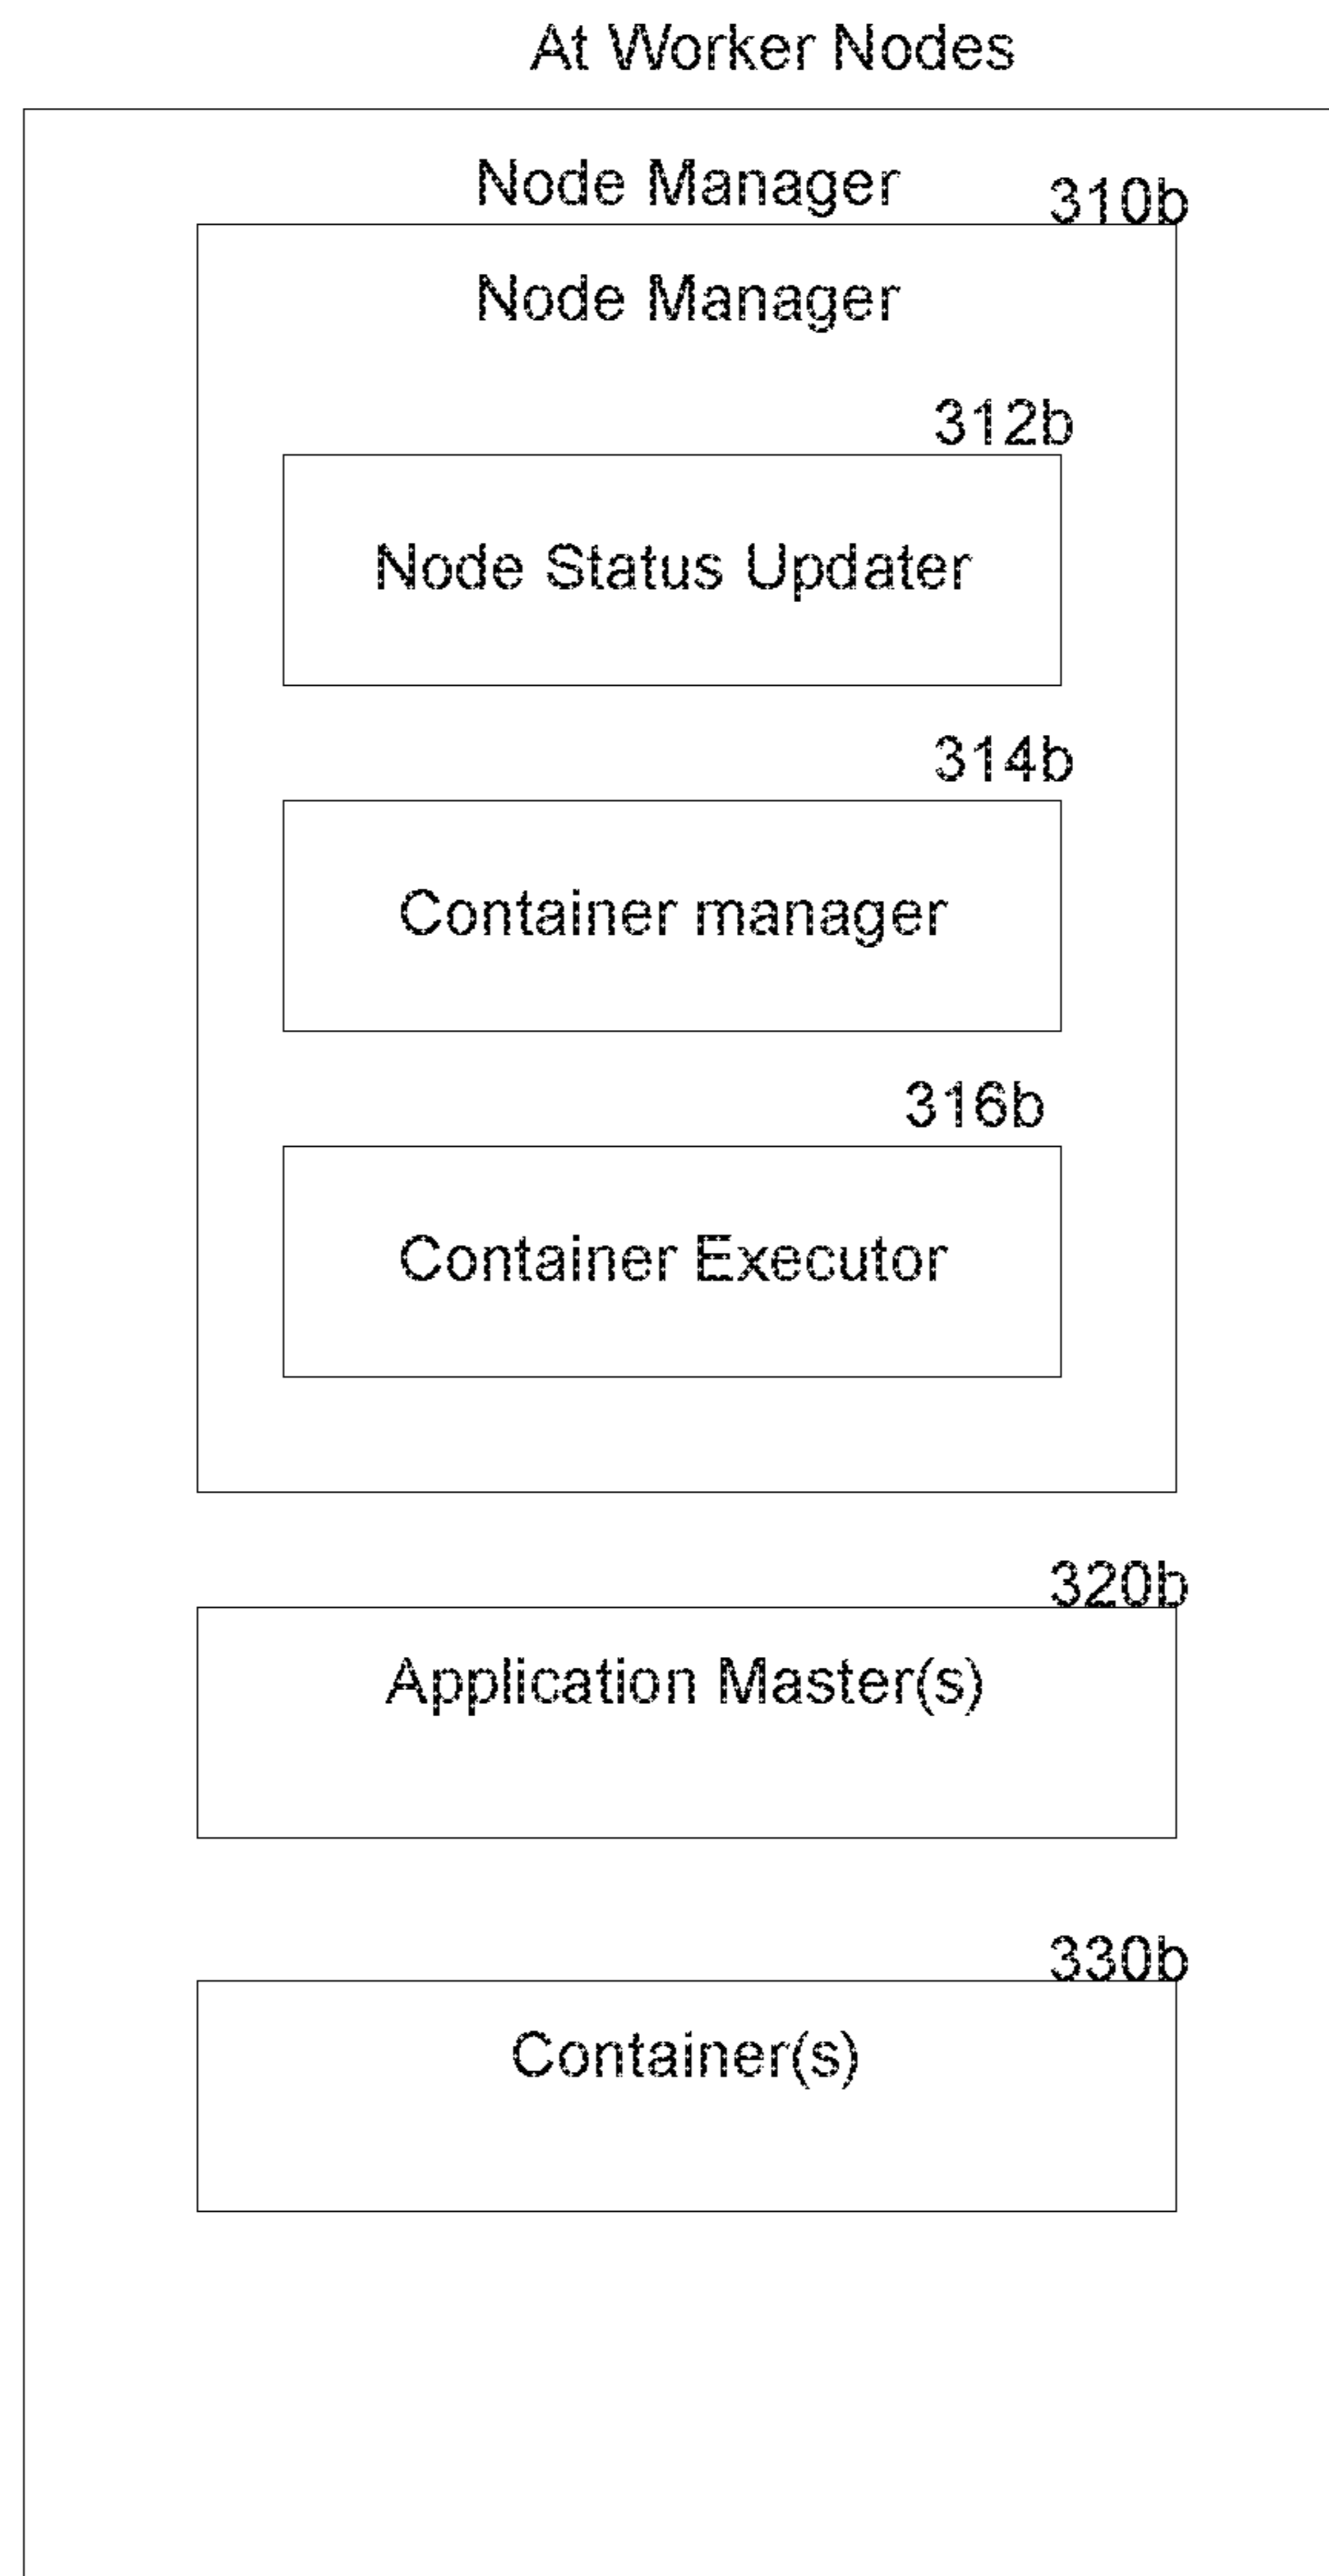 At Worker Nodes
Node Manager
310b
Node Manager
312b
Node Status Updater
314b
Container manager
316b
Container Executor
320b
Application Master(s)
330b
Container(s)